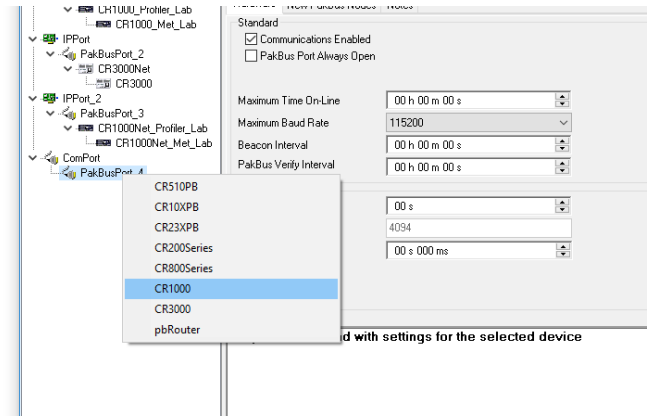 CR1000_Profiler_Lab
CR1000_Met_Lab
IPPort
PakBusPort_2
CR3000Net
CR3000
IPPort_2
PakBusPort_3
CR1000Net_Profiler_Lab
CR1000Net_Met_Lab
ComPort
PakBusPort_4
CR510PB
CR10XPB
CR23XPB
CR200Series
CR800Series
CR1000
CR3000
pbRouter
Hardware New PakBus Nodes Notes
Standard
Communications Enabled
PakBus Port Always Open
Maximum Time On-Line 00 h 00 m 00 s
Maximum Baud Rate 115200
Beacon Interval 00 h 00 m 00 s
PakBus Verify Interval 00 h 00 m 00 s
00 s
4094
00 s 000 ms
d with settings for the selected device